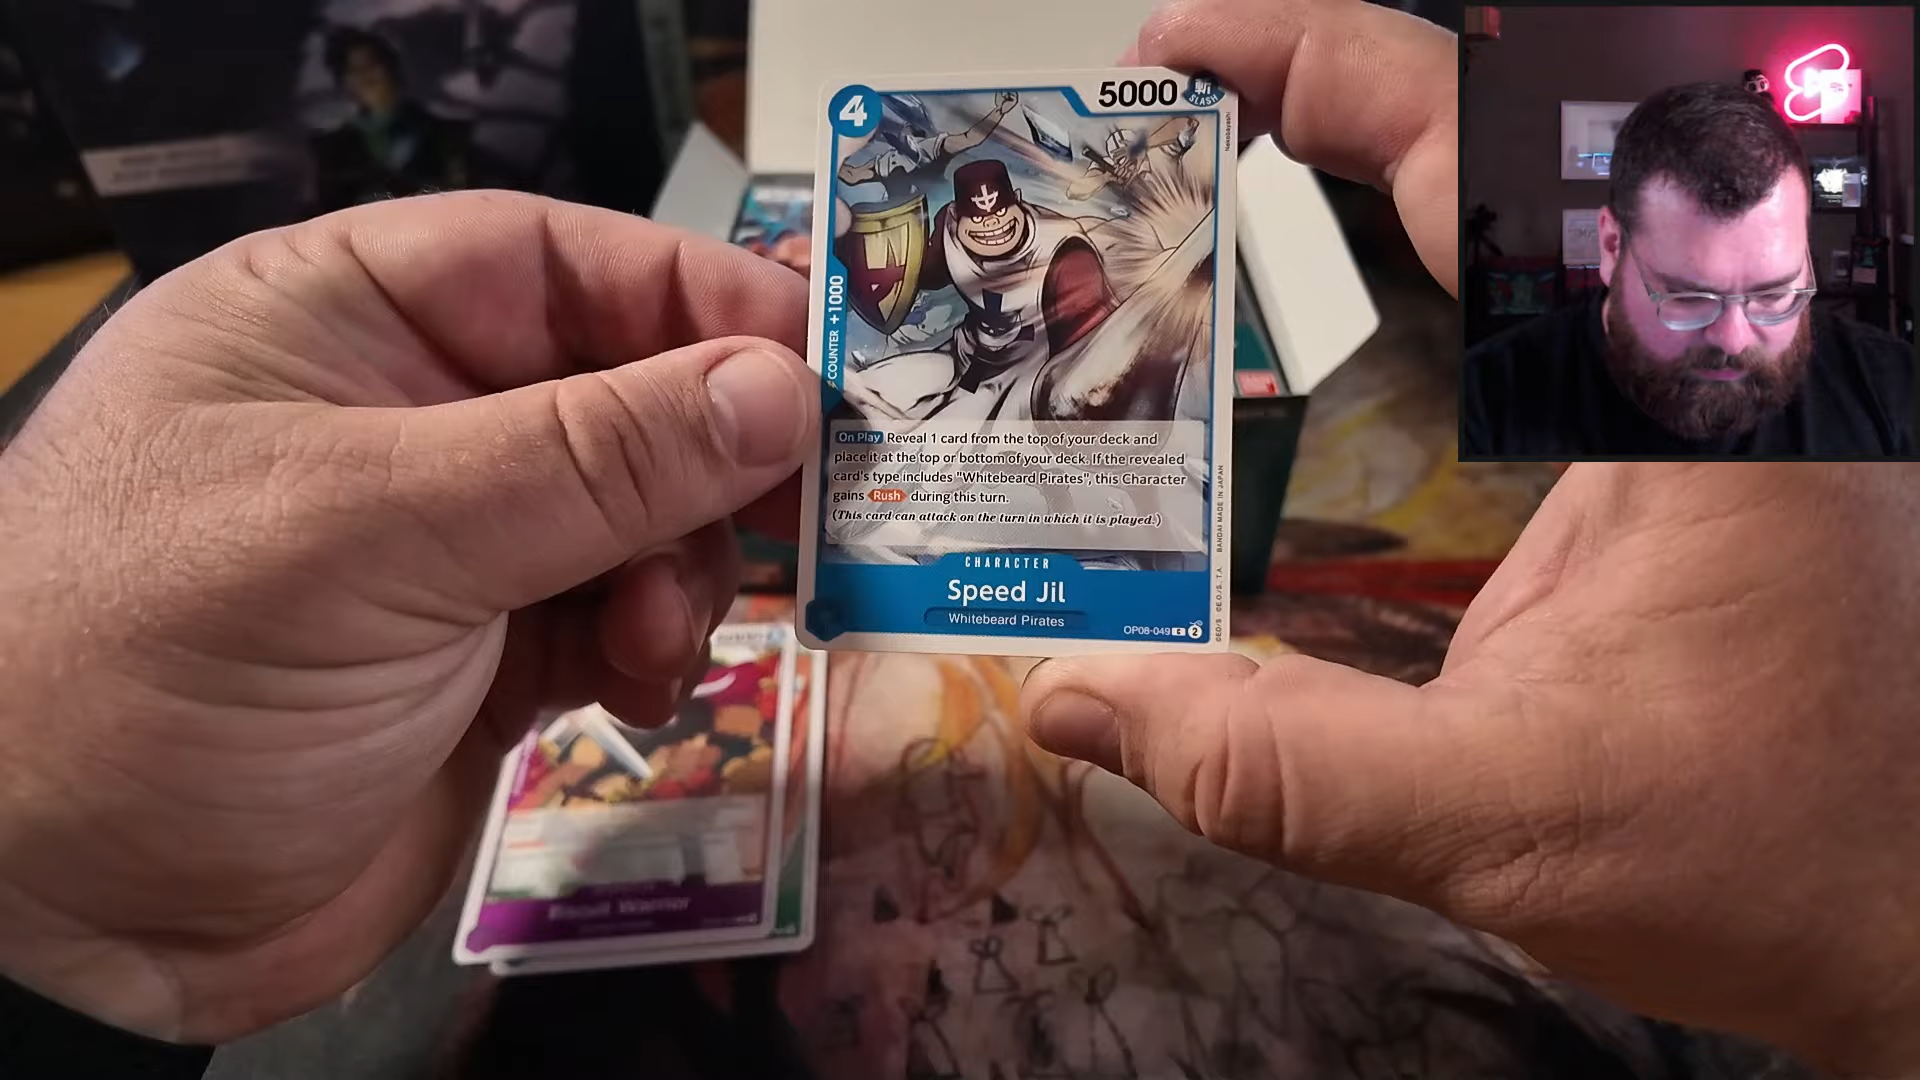 4
5000
斬
SLASH
Nekobayashi
COUNTER +1000
On Play Reveal 1 card from the top of your deck and
place it at the top or bottom of your deck. If the revealed
card's type includes "Whitebeard Pirates", this Character
gains Rush during this turn.
(This card can attack on the turn in which it is played.)
CHARACTER
Speed Jil
Whitebeard Pirates
OP08-049 C 2
©E.O./S. ©E.O./S., T.A. BANDAI MADE IN JAPAN
Biscuit Warrior